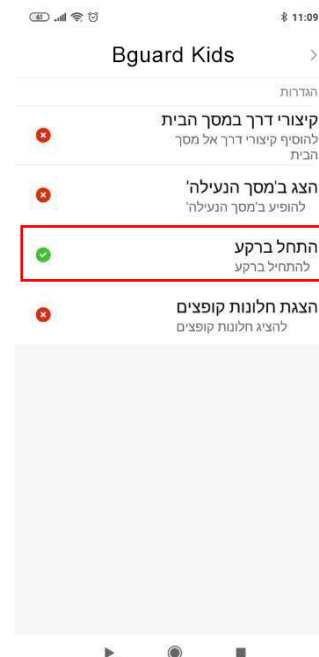 61 11:09
Bguard Kids
הגדרות
קיצורי דרך במסך הבית
להוסיף קיצורי דרך אל מסך
הבית
הצג ב'מסך הנעילה'
להופיע ב'מסך הנעילה'
התחל ברקע
להתחיל ברקע
הצגת חלונות קופצים
להציג חלונות קופצים